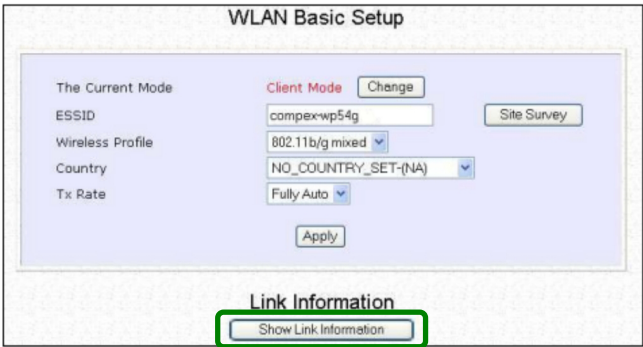 WLAN Basic Setup
The Current Mode Client Mode Change
ESSID compex-wp54g Site Survey
Wireless Profile 802.11b/g mixed
Country NO_COUNTRY_SET-(NA)
Tx Rate Fully Auto
Apply
Link Information
Show Link Information